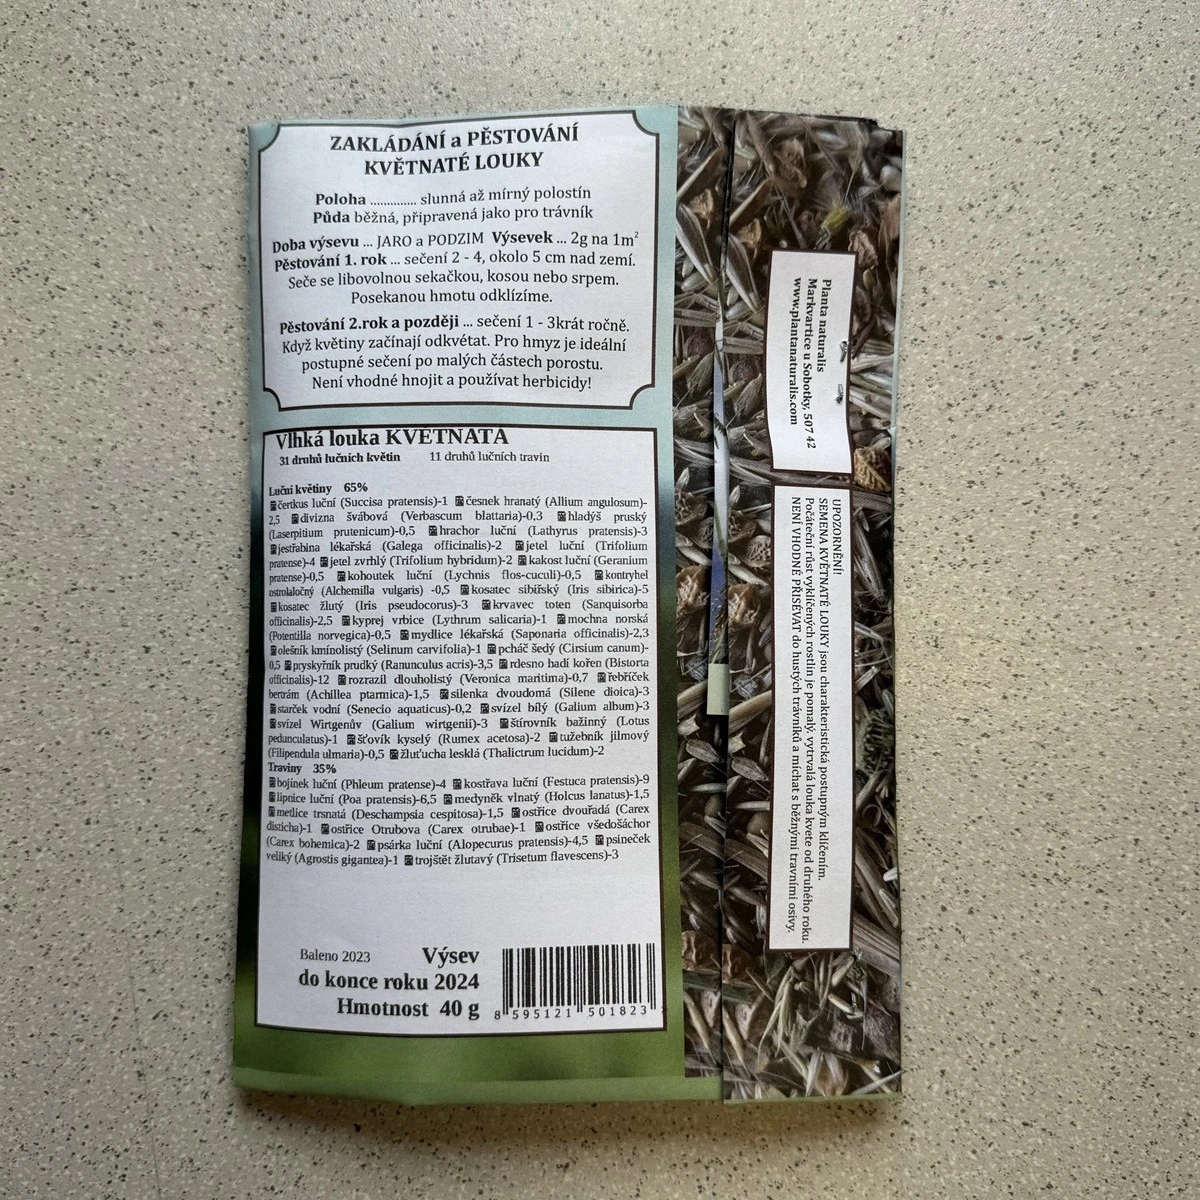 ZAKLÁDÁNÍ a PĚSTOVÁNÍ
KVĚTNATÉ LOUKY
Poloha .............. slunná až mírný polostín
Půda běžná, připravená jako pro trávník
Doba výsevu ... JARO a PODZIM Výsevek ... 2g na 1m²
Pěstování 1. rok ... sečení 2 - 4, okolo 5 cm nad zemí.
Seče se libovolnou sekačkou, kosou nebo srpem.
Posekanou hmotu odklízíme.
Pěstování 2.rok a později ... sečení 1 - 3krát ročně.
Když květiny začínají odkvétat. Pro hmyz je ideální
postupné sečení po malých částech porostu.
Není vhodné hnojit a používat herbicidy!
Vlhká louka KVĚTNATÁ
31 druhů lučních květin 11 druhů lučních travin
Luční květiny 65%
čertkus luční (Succisa pratensis)-1 česnek hranatý (Allium angulosum)-
2,5 divizna švábová (Verbascum blattaria)-0,3 hladýš pruský
(Laserpitium prutenicum)-0,5 hrachor luční (Lathyrus pratensis)-3
jestřabina lékařská (Galega officinalis)-2 jetel luční (Trifolium
pratense)-4 jetel zvrhlý (Trifolium hybridum)-2 kakost luční (Geranium
pratense)-0,5 kohoutek luční (Lychnis flos-cuculi)-0,5 kontryhel
ostrolaločný (Alchemilla vulgaris) -0,5 kosatec sibiřský (Iris sibirica)-5
kosatec žlutý (Iris pseudocorus)-3 krvavec toten (Sanquisorba
officinalis)-2,5 kyprej vrbice (Lythrum salicaria)-1 mochna norská
(Potentilla norvegica)-0,5 mydlice lékařská (Saponaria officinalis)-2,3
olešník kmínolistý (Selinum carvifolia)-1 pcháč šedý (Cirsium canum)-
0,5 pryskyřník prudký (Ranunculus acris)-3,5 rdesno hadí kořen (Bistorta
officinalis)-12 rozrazil dlouholistý (Veronica maritima)-0,7 řebříček
bertrám (Achillea ptarmica)-1,5 silenka dvoudomá (Silene dioica)-3
starček vodní (Senecio aquaticus)-0,2 svízel bílý (Galium album)-3
svízel Wirtgenův (Galium wirtgenii)-3 štírovník bažinný (Lotus
pedunculatus)-1 šťovík kyselý (Rumex acetosa)-2 tužebník jilmový
(Filipendula ulmaria)-0,5 žluťucha lesklá (Thalictrum lucidum)-2
Traviny 35%
bojínek luční (Phleum pratense)-4 kostřava luční (Festuca pratensis)-9
lipnice luční (Poa pratensis)-6,5 medyněk vlnatý (Holcus lanatus)-1,5
metlice trsnatá (Deschampsia cespitosa)-1,5 ostřice dvouřadá (Carex
disticha)-1 ostřice Otrubova (Carex otrubae)-1 ostřice všedošáchor
(Carex bohemica)-2 psárka luční (Alopecurus pratensis)-4,5 psineček
veliký (Agrostis gigantea)-1 trojštět žlutavý (Trisetum flavescens)-3
Baleno 2023 Výsev
do konce roku 2024
Hmotnost 40 g
8 595121 501823
Planta naturalis
Markvartice u Sobotky, 507 42
www.plantanaturalis.com
UPOZORNĚNÍ!
SEMENA KVĚTNATÉ LOUKY jsou charakteristická postupným klíčením.
Počáteční růst vyklíčených rostlin je pomalý, vytrvalá louka kvete od druhého roku.
NENÍ VHODNÉ PŘISÉVAT do hustých trávníků a míchat s běžnými travními osivy.